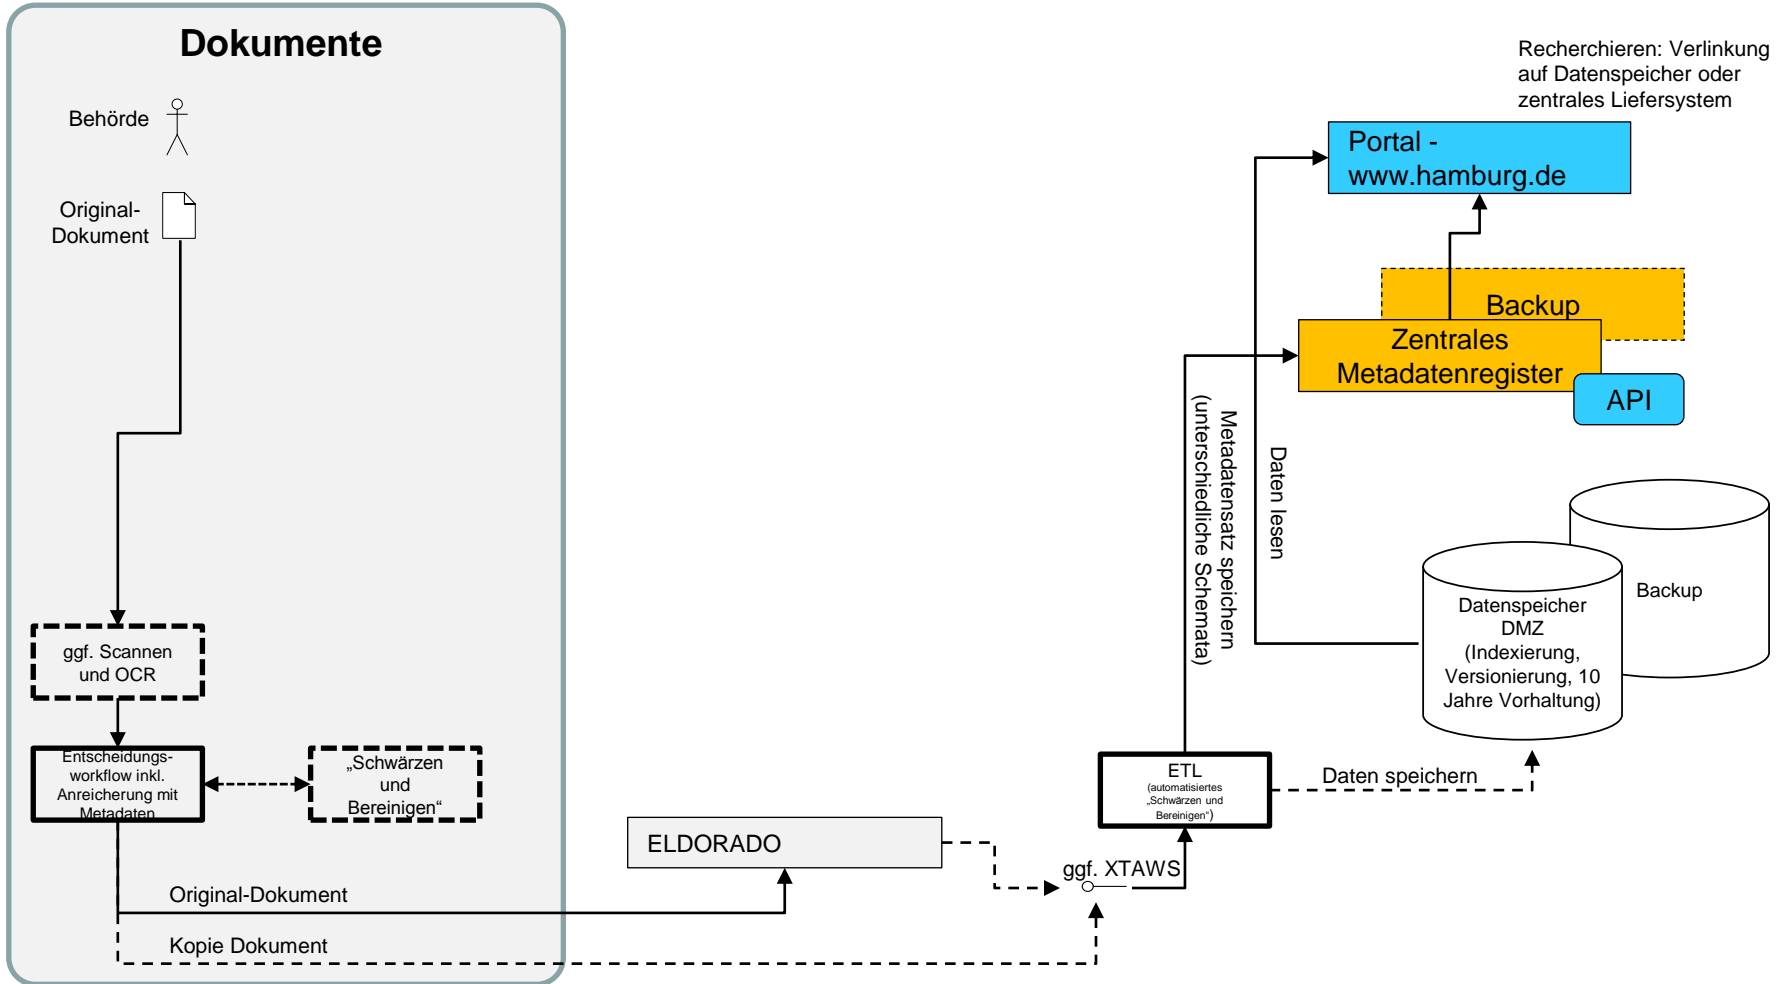 Dokumente
Behörde
Original-
Dokument
ggf. Scannen
und OCR
Entscheidungs-
workflow inkl.
Anreicherung mit
Metadaten
„Schwärzen
und
Bereinigen“
Original-Dokument
Kopie Dokument
ELDORADO
ggf. XTAWS
ETL
(automatisiertes
„Schwärzen und
Bereinigen“)
Daten speichern
Metadatensatz speichern
(unterschiedliche Schemata)
Daten lesen
Recherchieren: Verlinkung
auf Datenspeicher oder
zentrales Liefersystem
Portal -
www.hamburg.de
Backup
Zentrales
Metadatenregister
API
Datenspeicher
DMZ
(Indexierung,
Versionierung, 10
Jahre Vorhaltung)
Backup